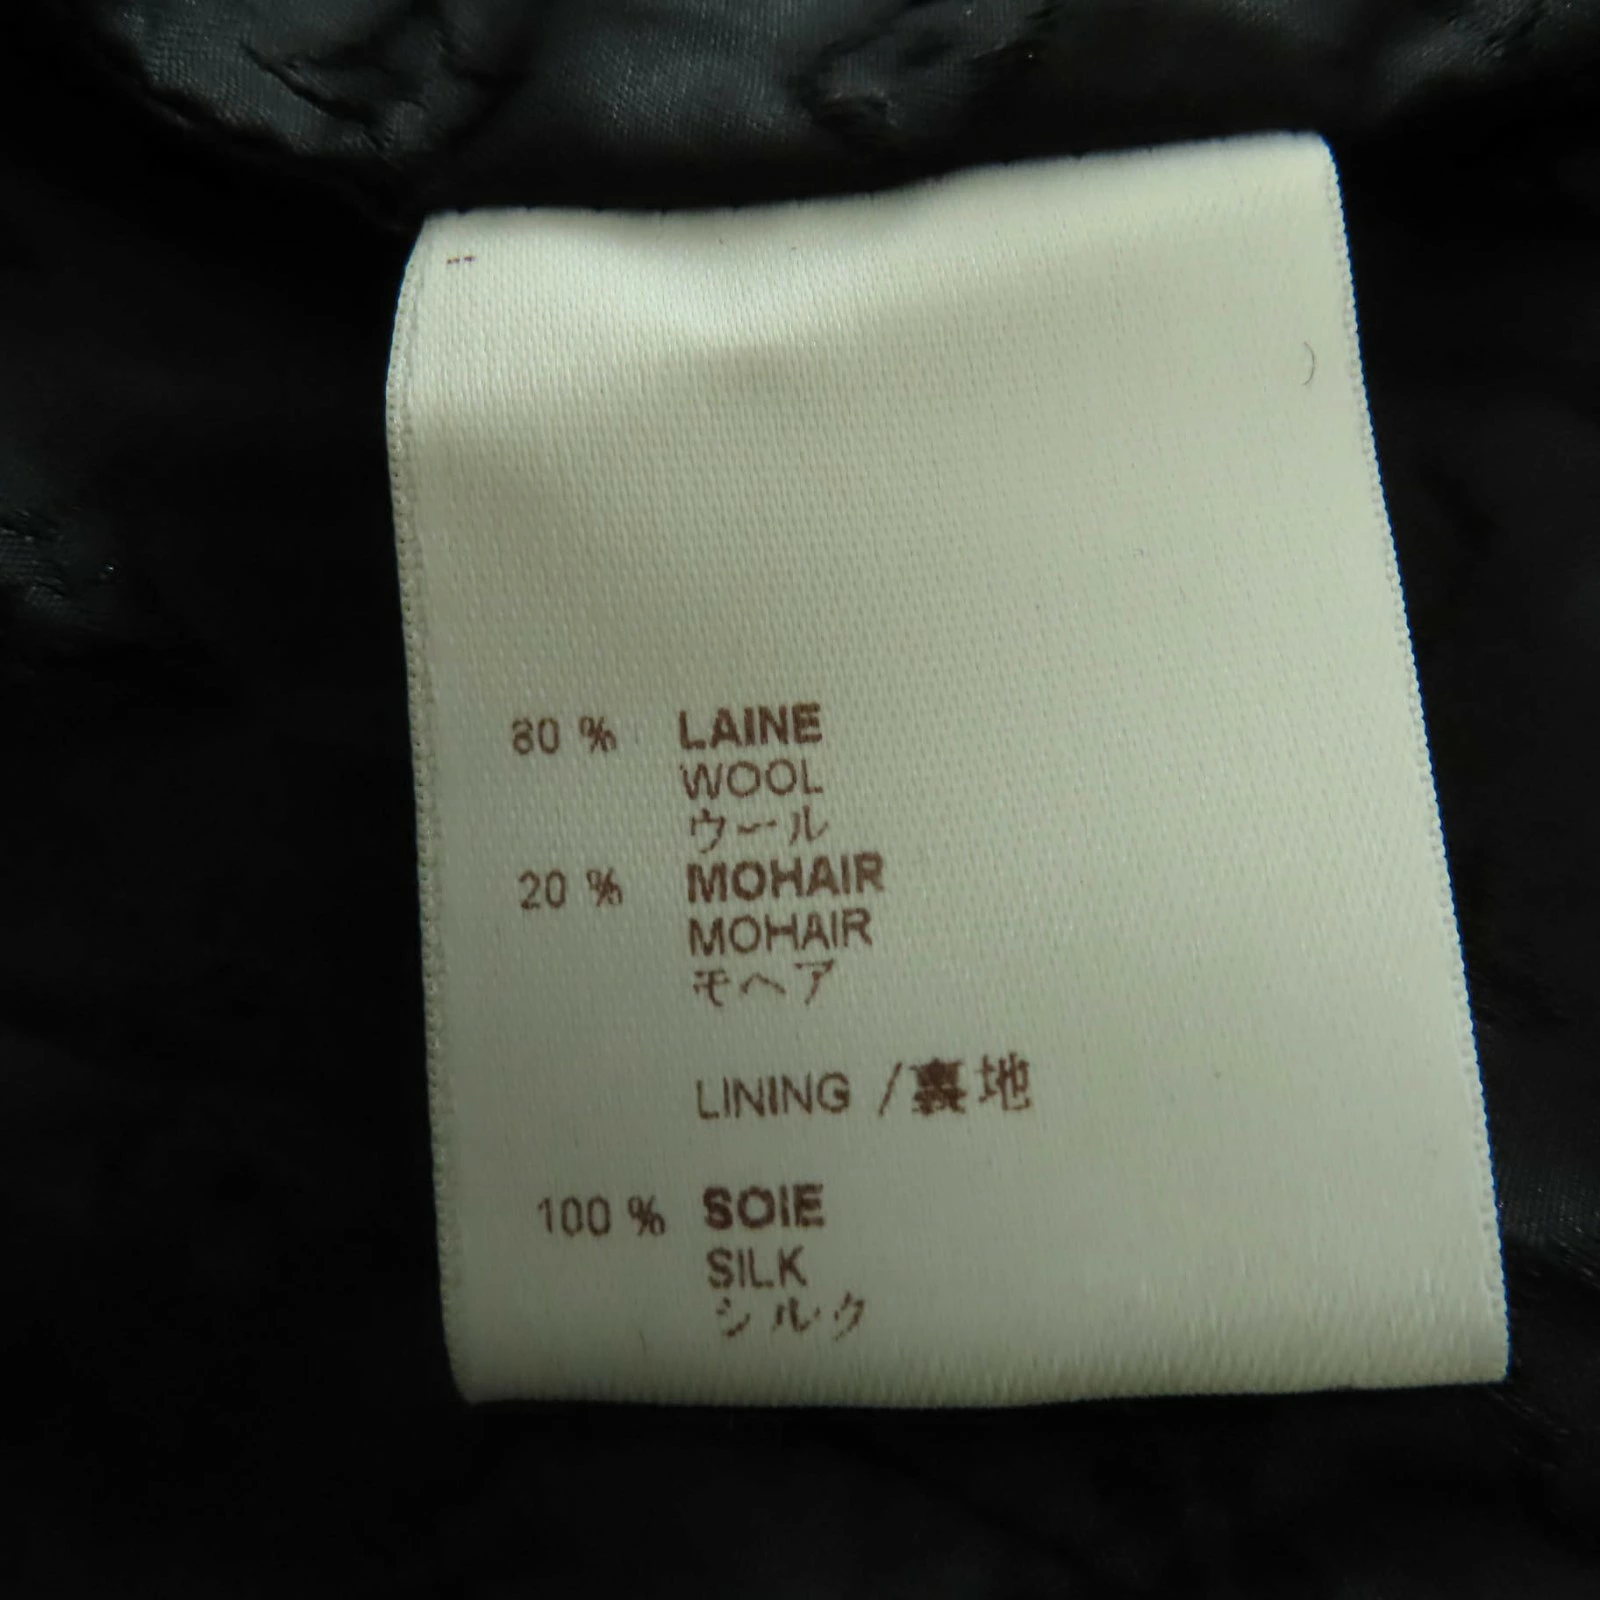 80 % LAINE
WOOL
ウール
20 % MOHAIR
MOHAIR
モヘア
LINING /裏地
100 % SOIE
SILK
シルク